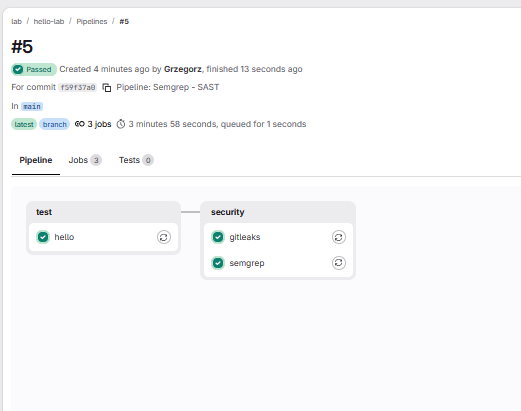 lab / hello-lab / Pipelines / #5
#5
Passed Created 4 minutes ago by Grzegorz, finished 13 seconds ago
For commit f59f37a0 Pipeline: Semgrep - SAST
In main
latest branch 3 jobs 3 minutes 58 seconds, queued for 1 seconds
Pipeline Jobs 3 Tests 0
test security
hello gitleaks
semgrep